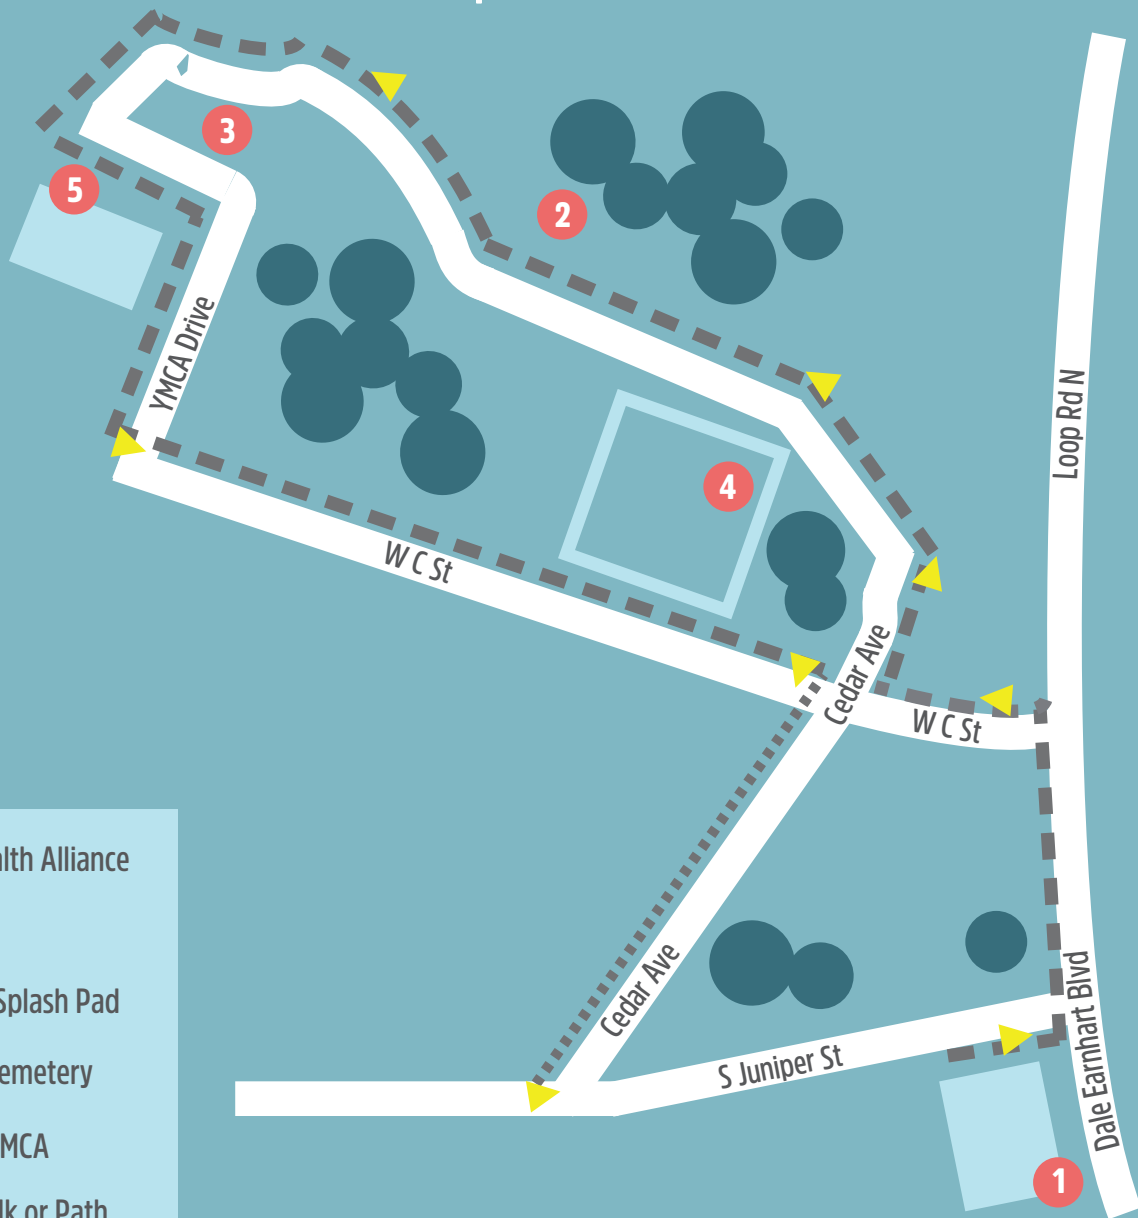 3
2
5
YMCA Drive
Loop Rd N
4
W C St
Cedar Ave
W C St
lth Alliance
Cedar Ave
Dale Earnhart Blvd
Splash Pad
S Juniper St
emetery
MCA
1
lk or Path